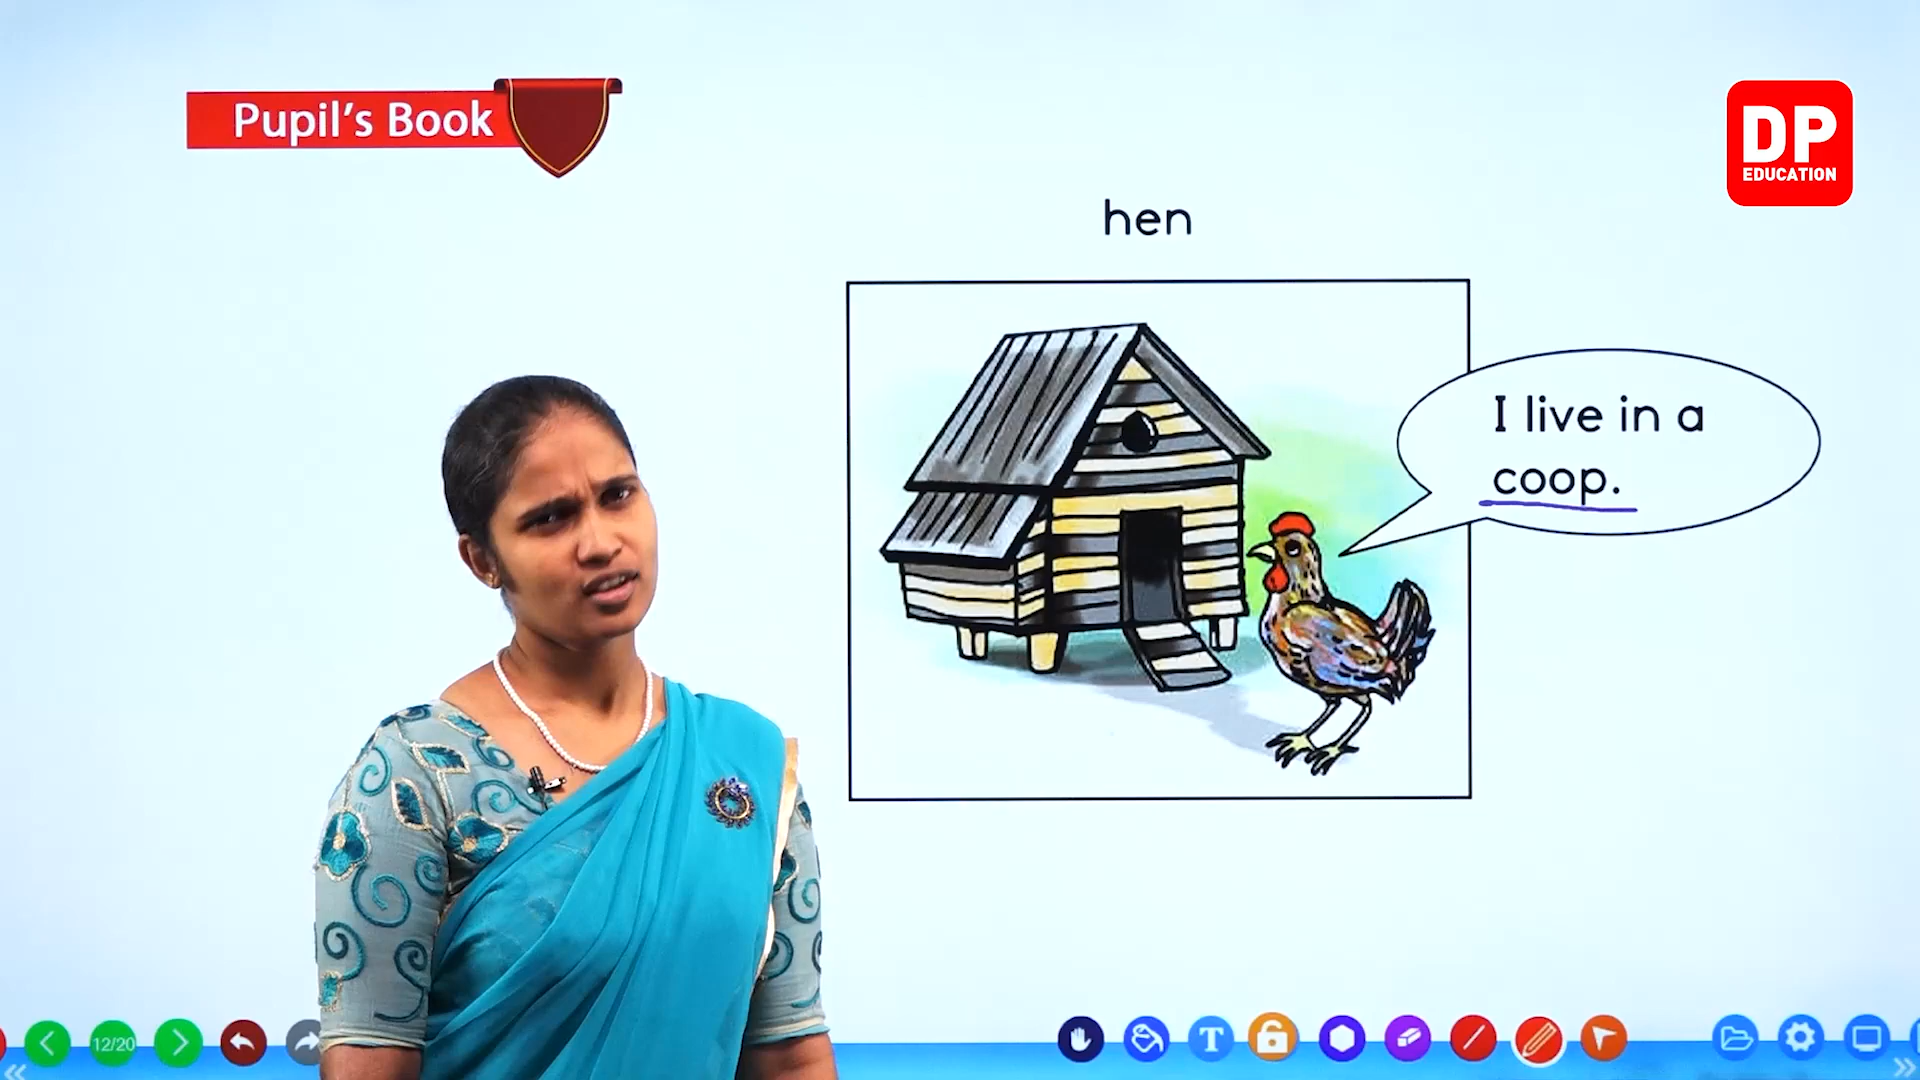 Pupil's Book
DP
EDUCATION
hen
I live in a
coop.
12/20
T